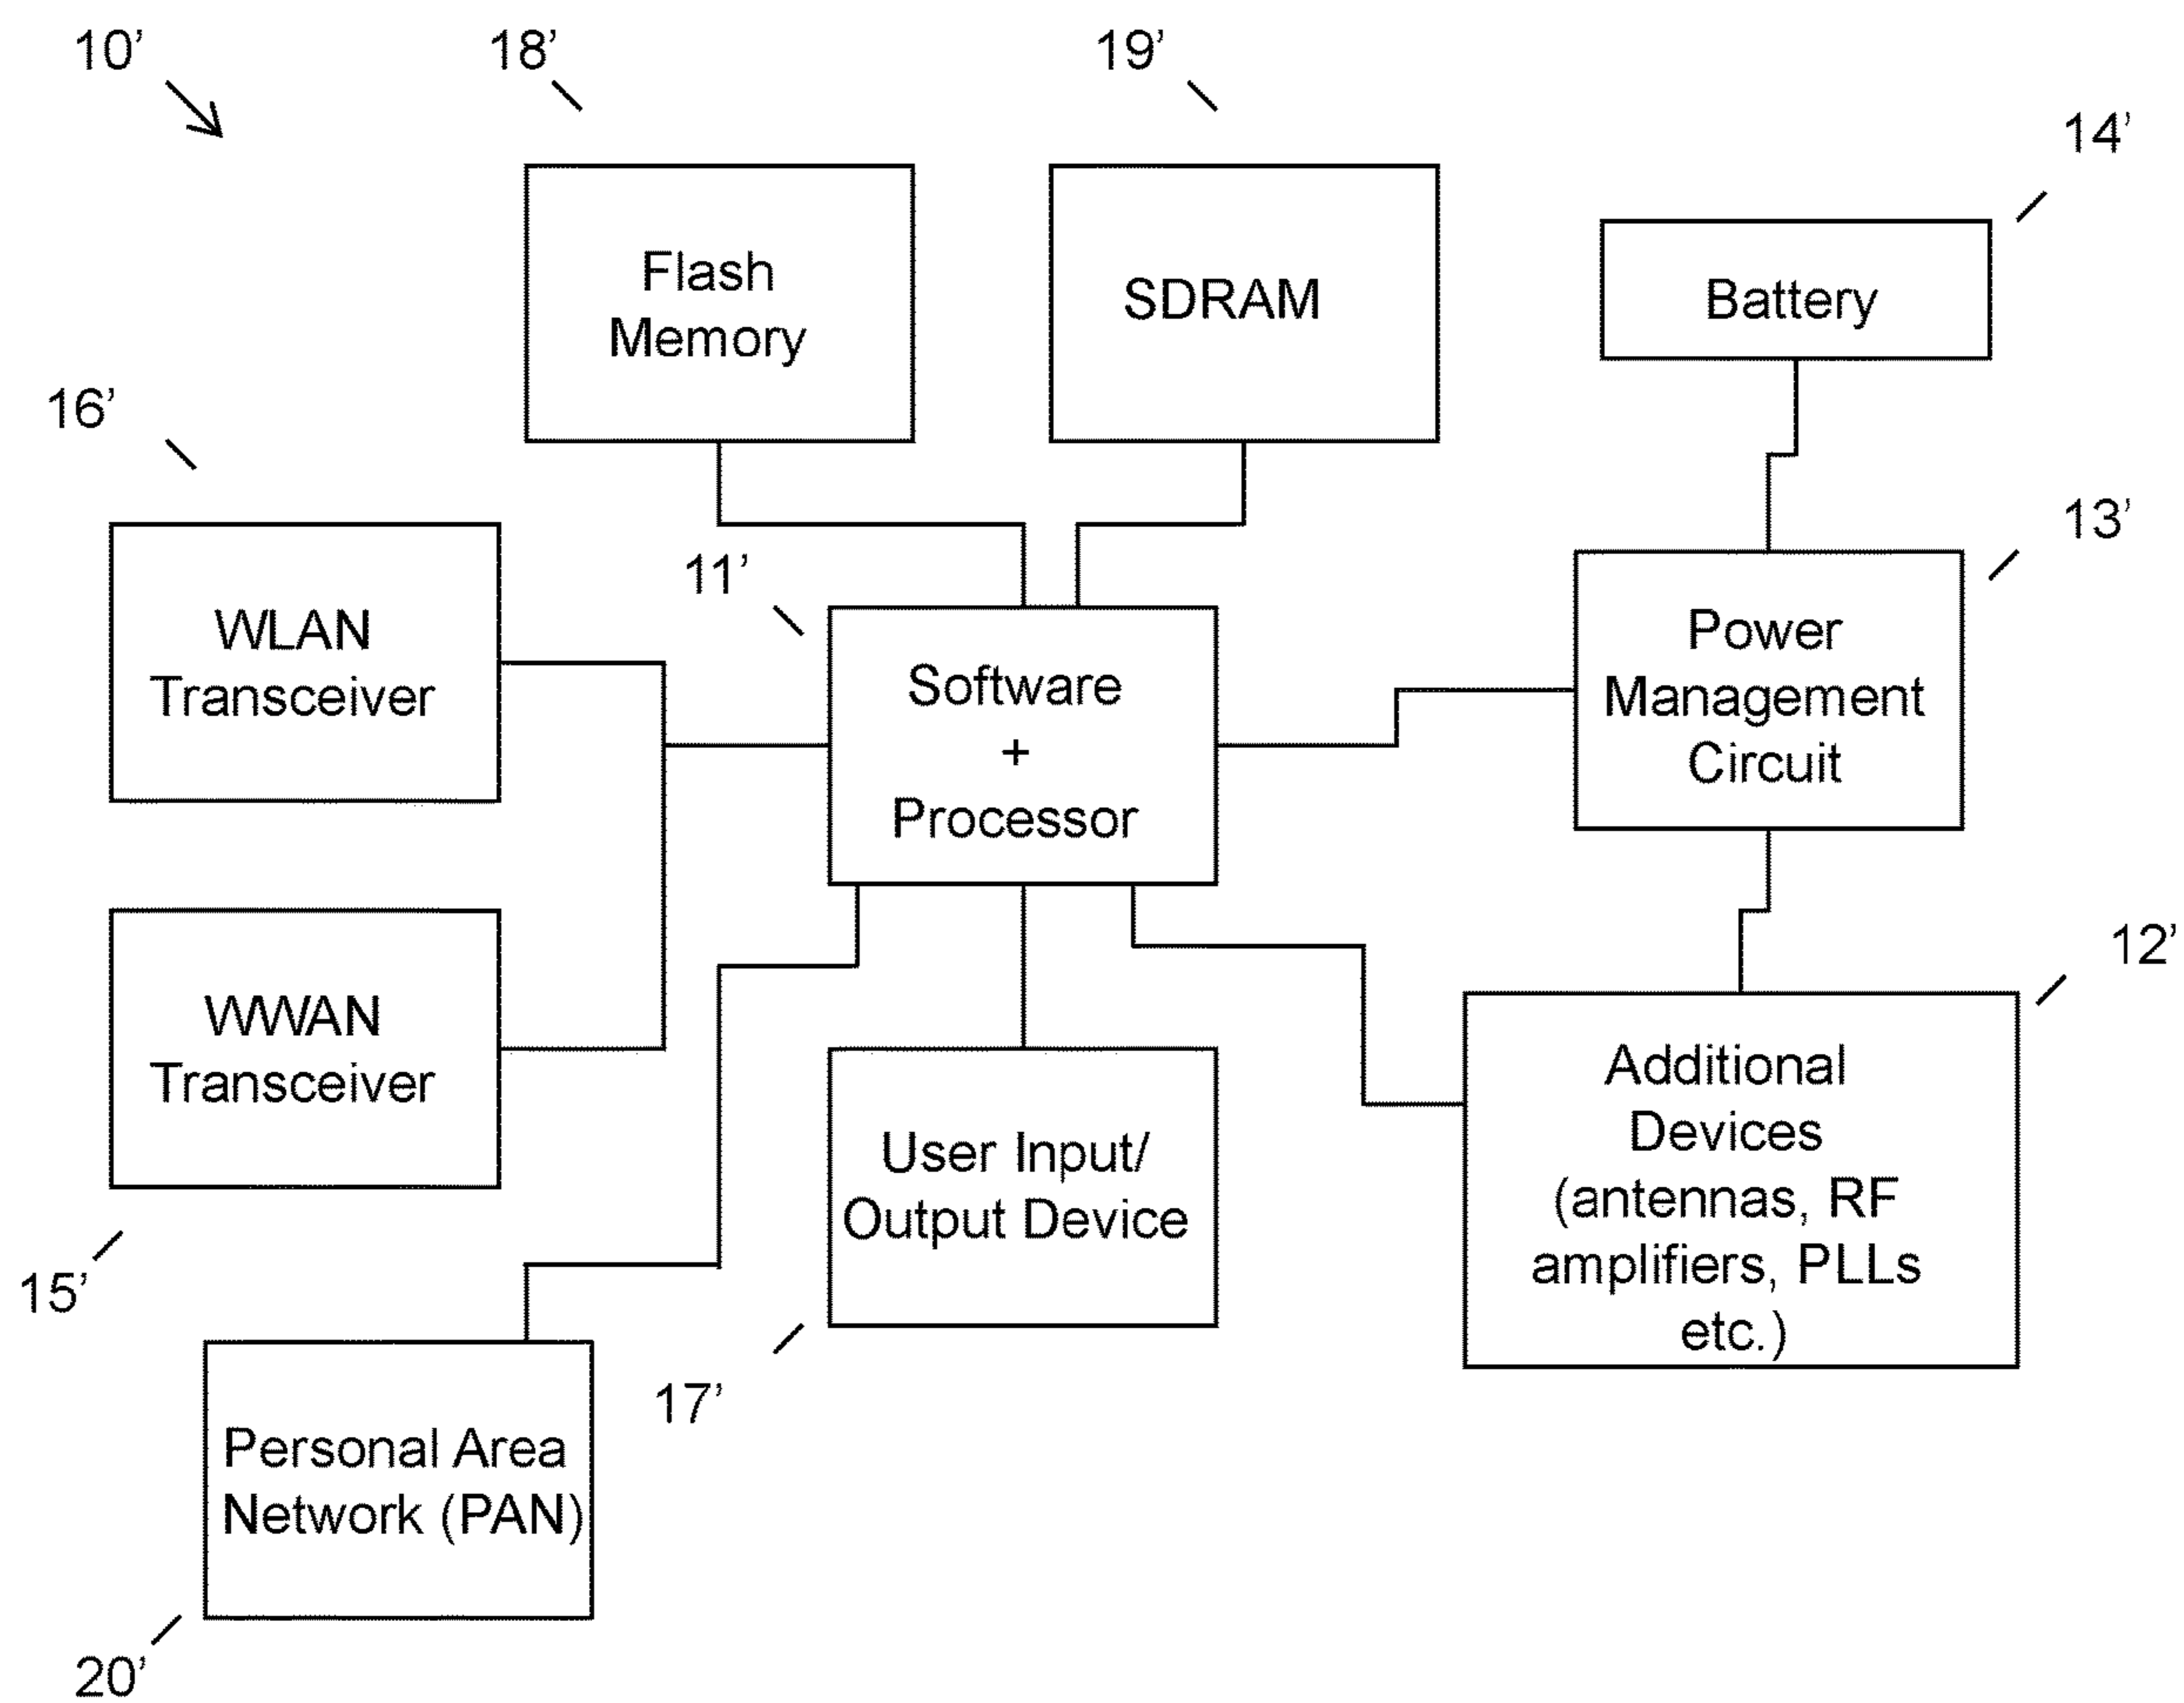 10’
18’
19’
14’
Flash
Memory
SDRAM
Battery
16’
13’
11’
WLAN
Transceiver
Software
+
Processor
Power
Management
Circuit
12’
WWAN
Transceiver
User Input/
Output Device
Additional
Devices
(antennas, RF
amplifiers, PLLs
etc.)
15’
17’
Personal Area
Network (PAN)
20’